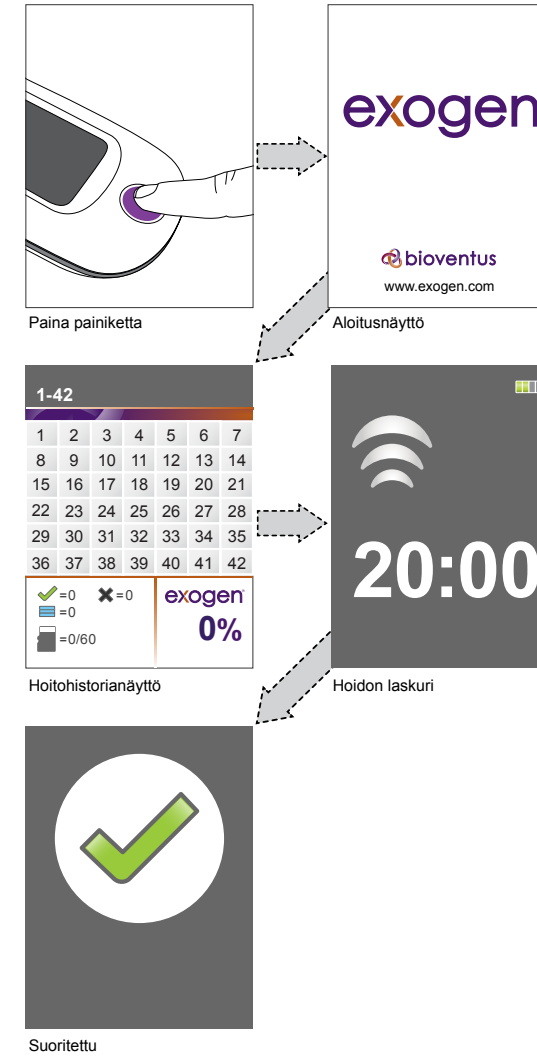 exogen
bioventus
www.exogen.com
Paina painiketta
Aloitusnäyttö
1-42
1 2 3 4 5 6 7
8 9 10 11 12 13 14
15 16 17 18 19 20 21
22 23 24 25 26 27 28
29 30 31 32 33 34 35
36 37 38 39 40 41 42
=0 =0
=0
=0/60
exogen
0%
20:00
Hoitohistorianäyttö
Hoidon laskuri
Suoritettu